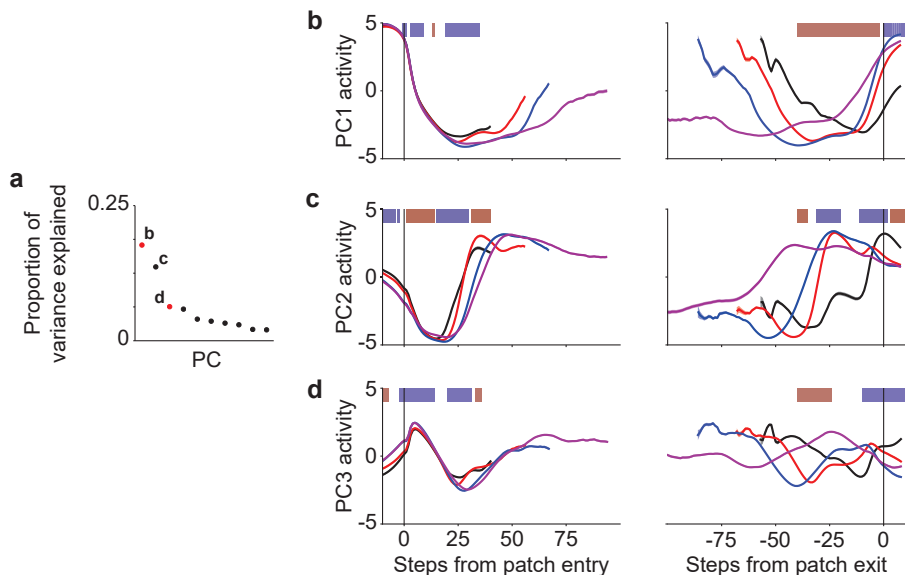 a
Proportion of
variance explained
0.25
0
b
c
d
PC
b
PC1 activity
5
0
-5
c
PC2 activity
5
0
-5
d
PC3 activity
5
0
-5
0
25
50
75
Steps from patch entry
-75
-50
-25
0
Steps from patch exit